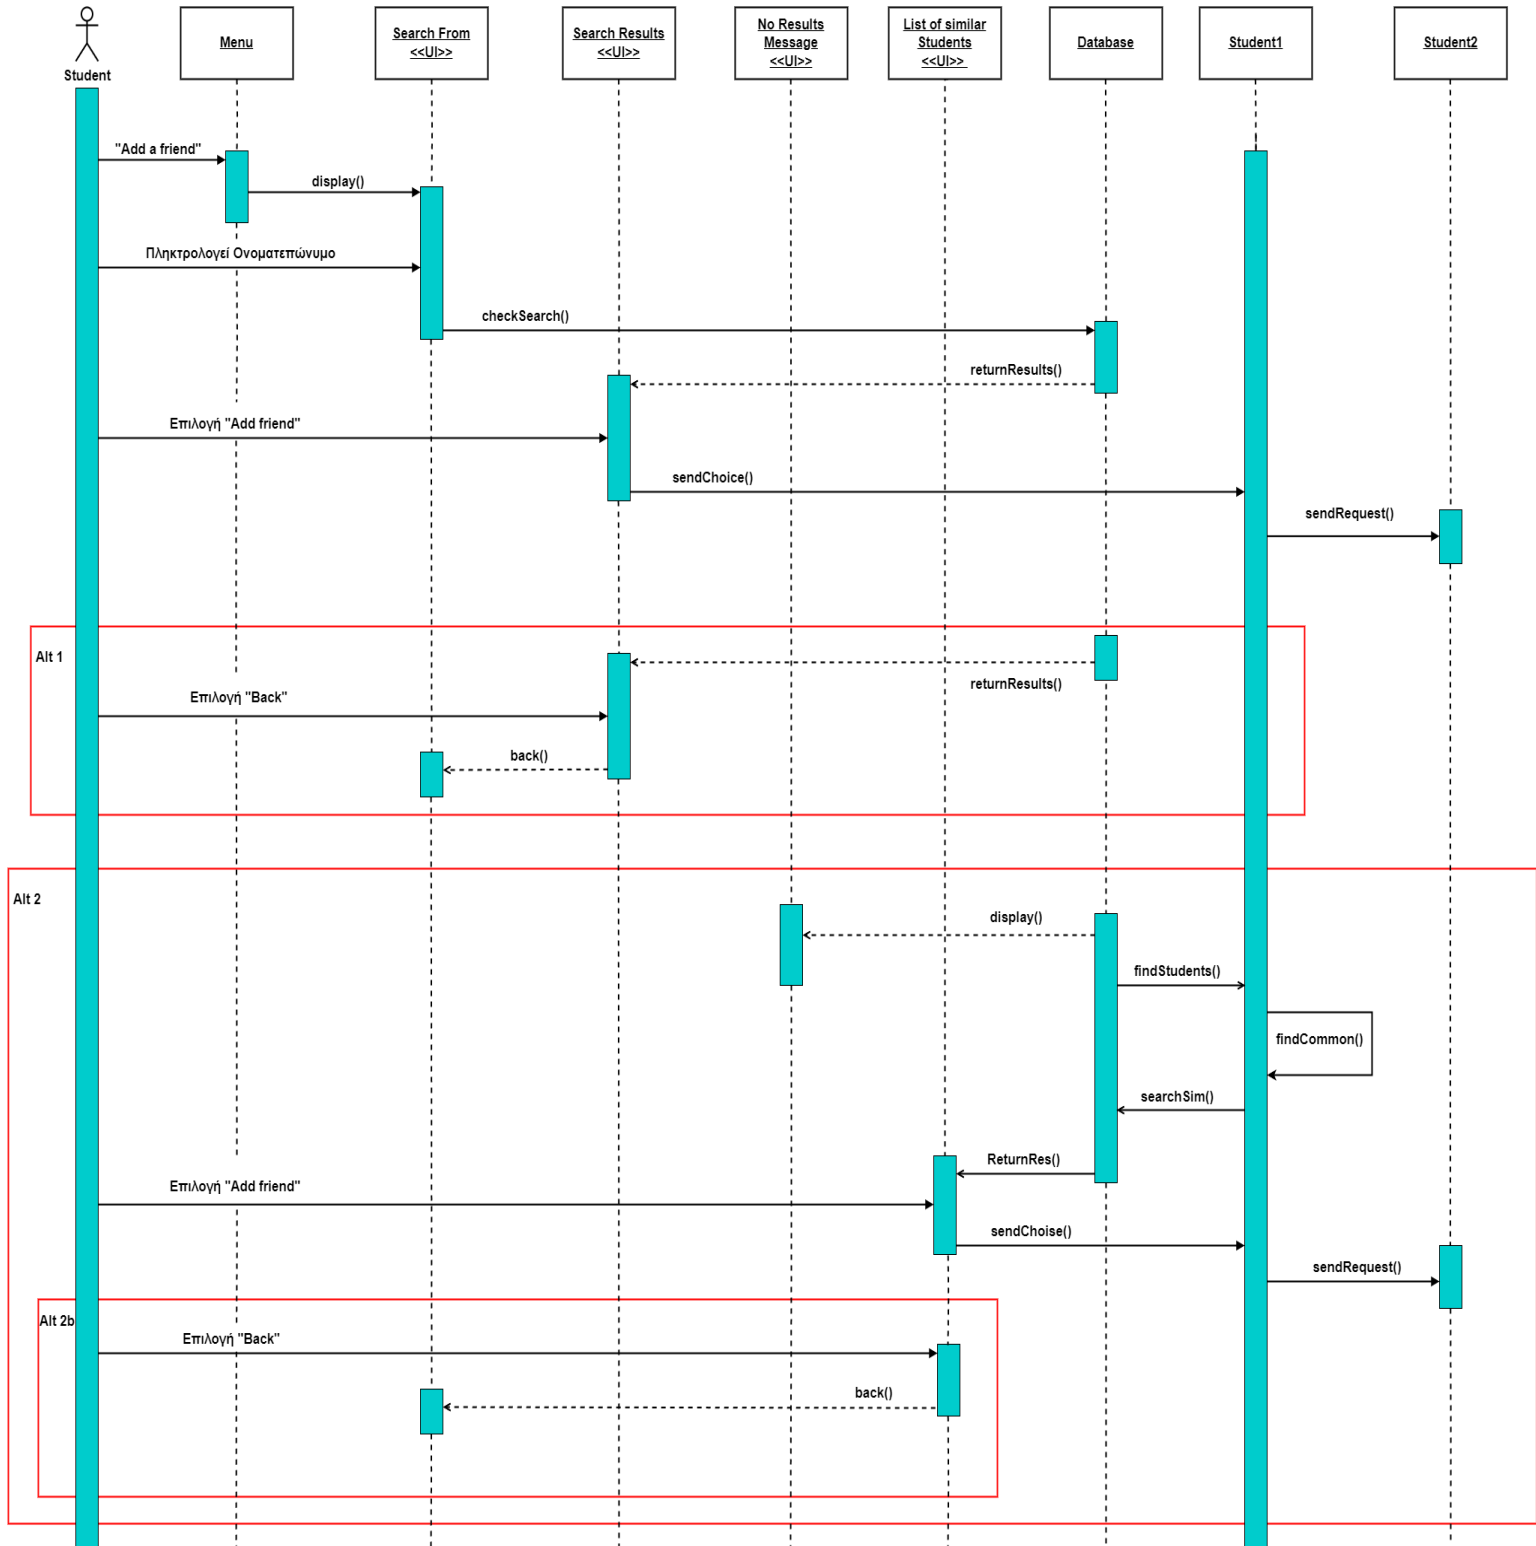 Student
Menu
Search From
<<UI>>
Search Results
<<UI>>
No Results
Message
<<UI>>
List of similar
Students
<<UI>>
Database
Student1
Student2
"Add a friend"
display()
Πληκτρολογεί Ονοματεπώνυμο
checkSearch()
returnResults()
Επιλογή "Add friend"
sendChoice()
sendRequest()
Alt 1
returnResults()
Επιλογή "Back"
back()
Alt 2
display()
findStudents()
findCommon()
searchSim()
ReturnRes()
Επιλογή "Add friend"
sendChoise()
sendRequest()
Alt 2b
Επιλογή "Back"
back()